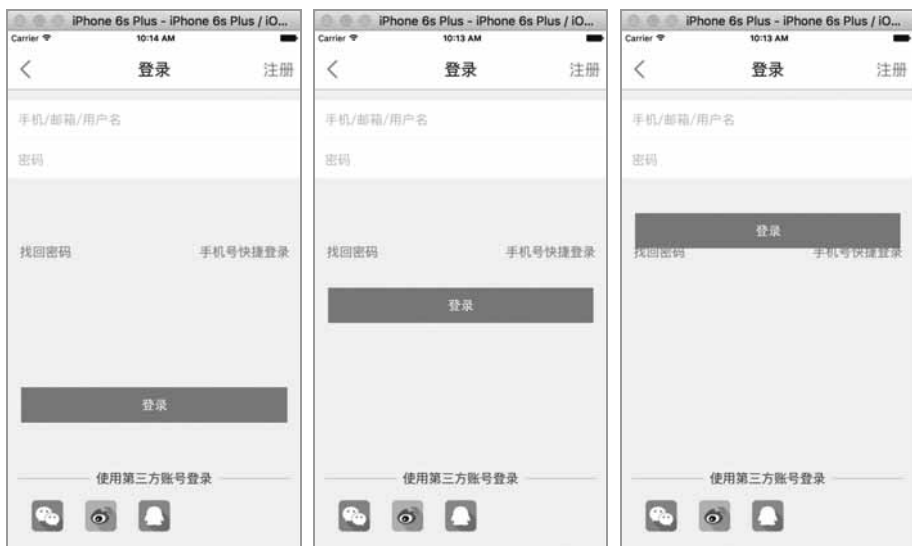 iPhone 6s Plus - iPhone 6s Plus / iO...
Carrier 10:14 AM
登录 注册
手机/邮箱/用户名
密码
找回密码 手机号快捷登录
登录
使用第三方账号登录
iPhone 6s Plus - iPhone 6s Plus / iO...
Carrier 10:13 AM
登录 注册
手机/邮箱/用户名
密码
找回密码 手机号快捷登录
登录
使用第三方账号登录
iPhone 6s Plus - iPhone 6s Plus / iO...
Carrier 10:13 AM
登录 注册
手机/邮箱/用户名
密码
登录
找回密码 手机号快捷登录
使用第三方账号登录